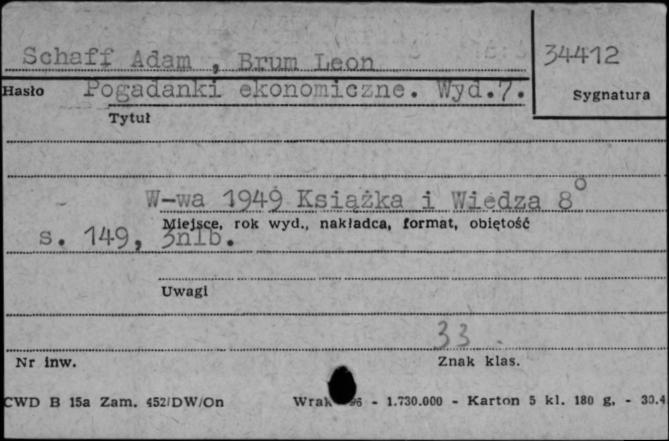 Schaff Adam , Brum Leon
34412
Hasło Pogadanki ekonomiczne. Wyd.7.
Sygnatura
Tytuł
W-wa 1949 Książka i Wiedza 8°
Miejsce, rok wyd., nakładca, format, objętość
s. 149, 3nlb.
Uwagi
33
Nr inw. Znak klas.
CWD B 15a Zam. 452/DW/On 96 - 1.730.000 - Karton 5 kl. 180 g. - 30.4